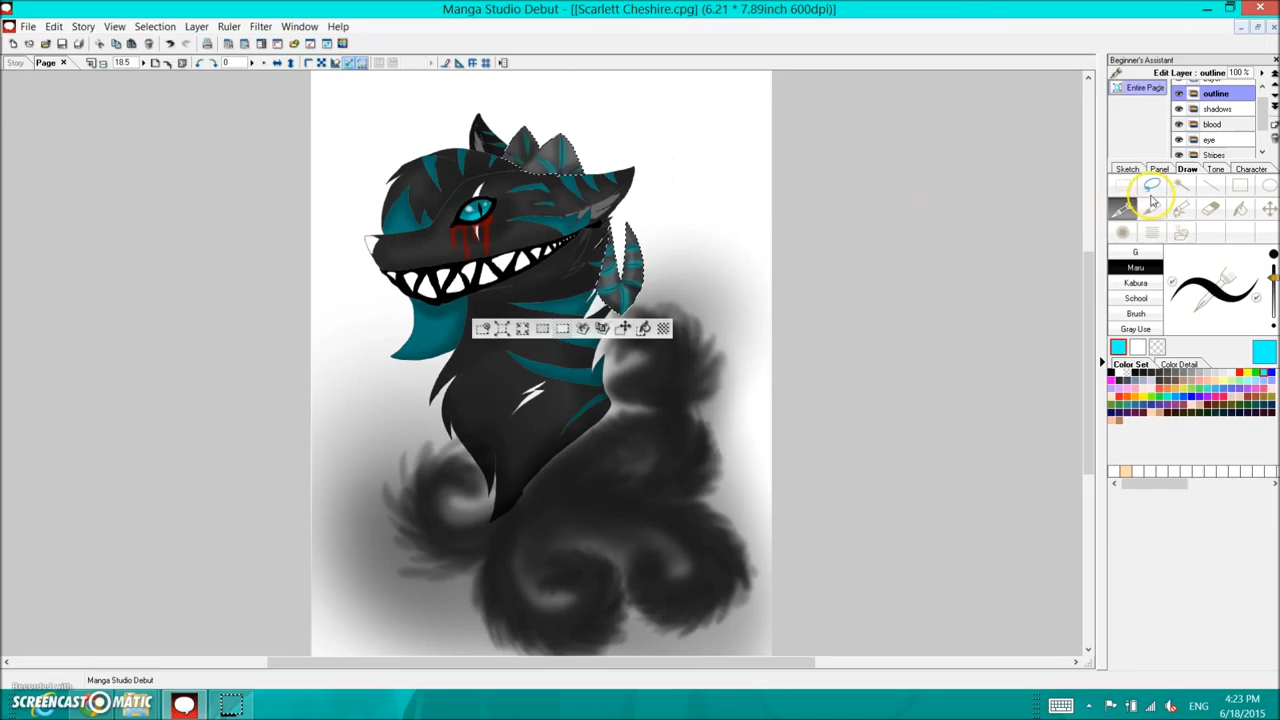 Manga Studio Debut - [[Scarlett Cheshire.cpg] (6.21 * 7.89inch 600dpi)]
File Edit Story View Selection Layer Ruler Filter Window Help
Story Page 18.5 0
Beginner's Assistant
Edit Layer : outline 100 %
Entire Page
outline
shadows
blood
eye
Stripes
Sketch Panel Draw Tone Character
G
Maru
Kabura
School
Brush
Gray Use
Color Set Color Detail
Manga Studio Debut
Recorded with
SCREENCAST-O-MATIC
ENG
4:23 PM
6/18/2015